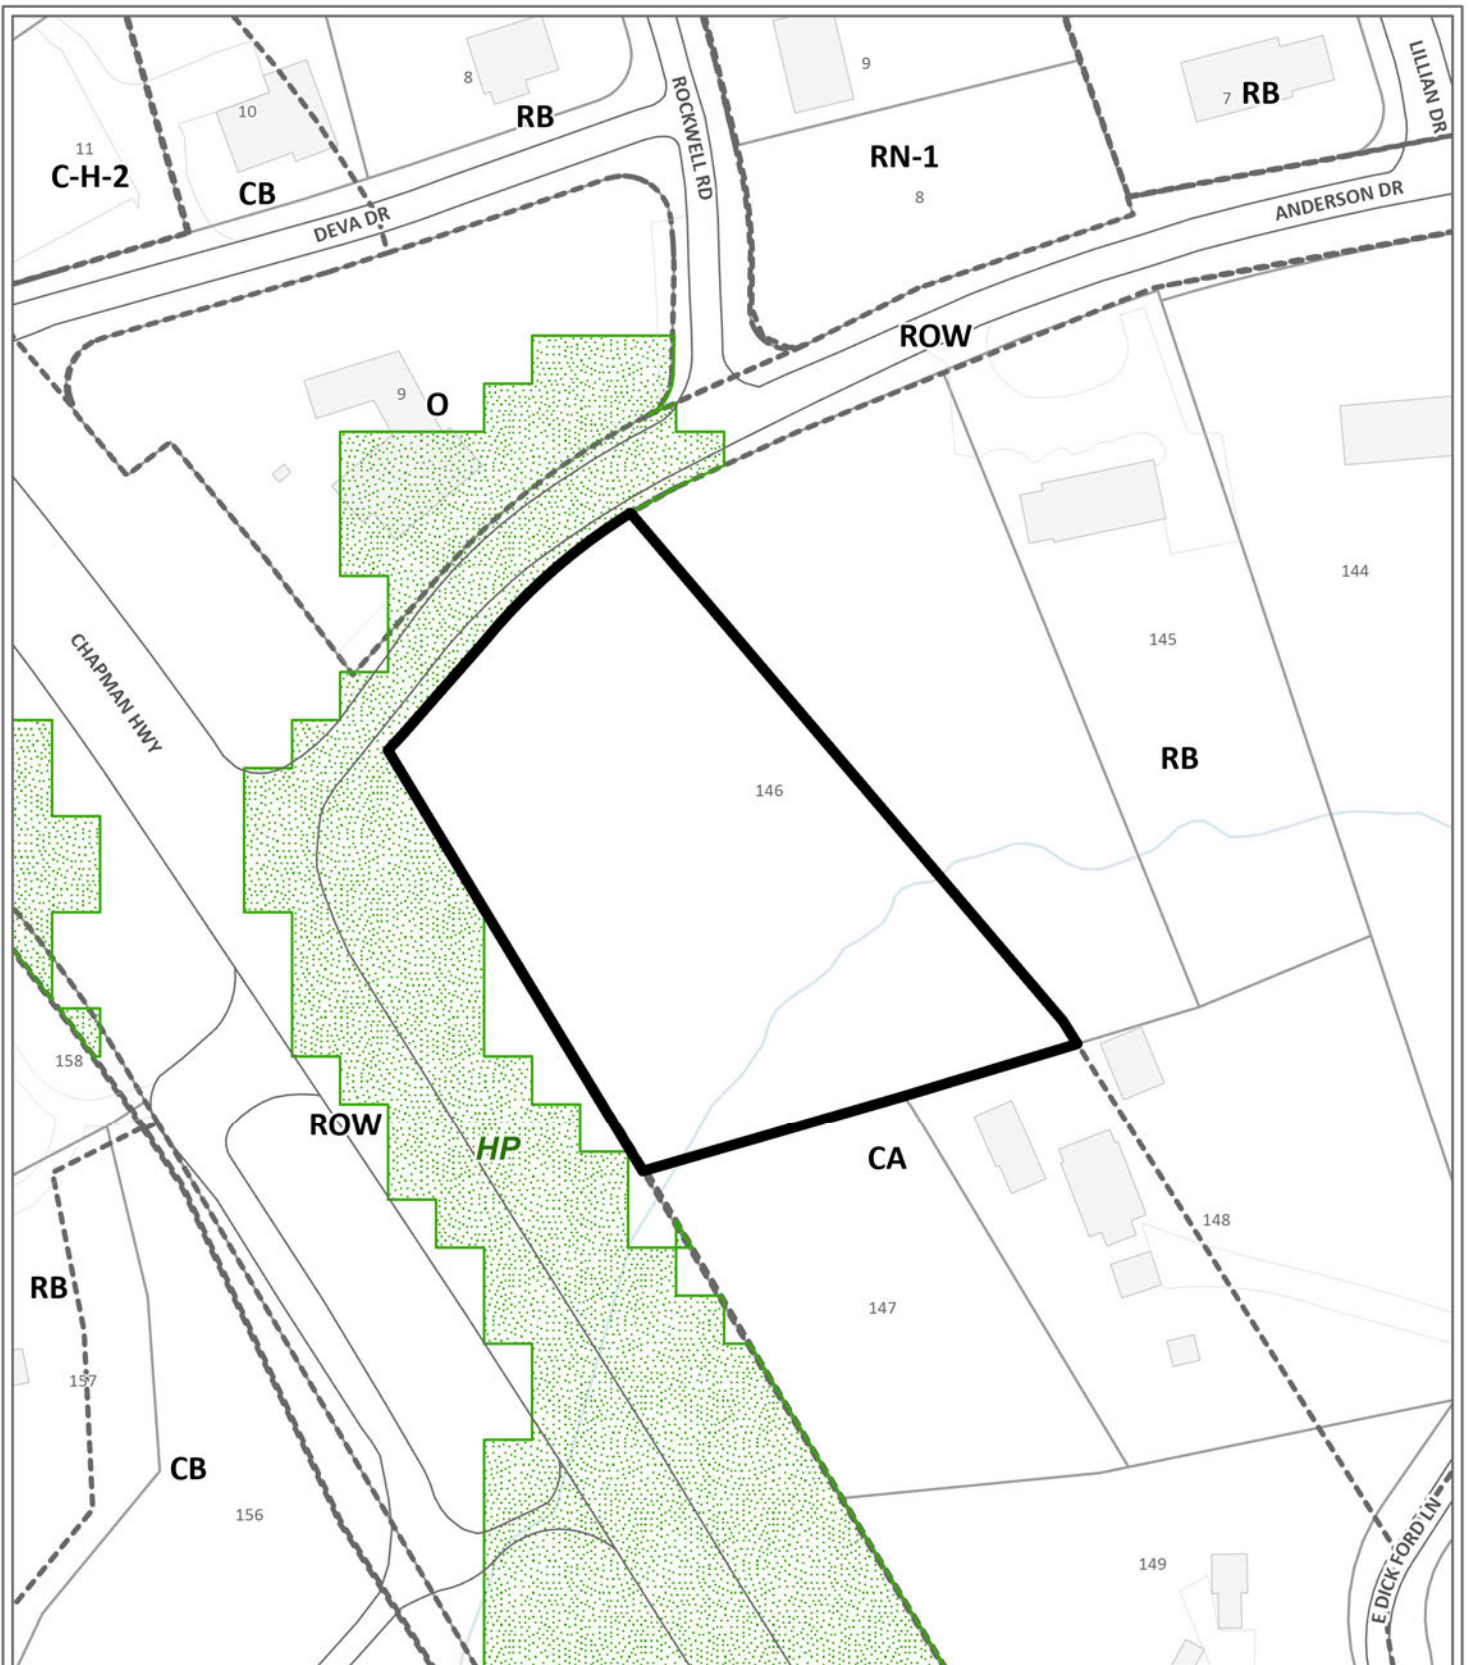 LILLIAN DR
9
8
ROCKWELL RD
7 RB
10
RB
11
C-H-2
RN-1
CB
8
ANDERSON DR
DEVA DR
ROW
9
O
144
145
CHAPMAN HWY
RB
146
158
ROW
HP
CA
148
RB
147
157
CB
156
149
E DICK FORD LN